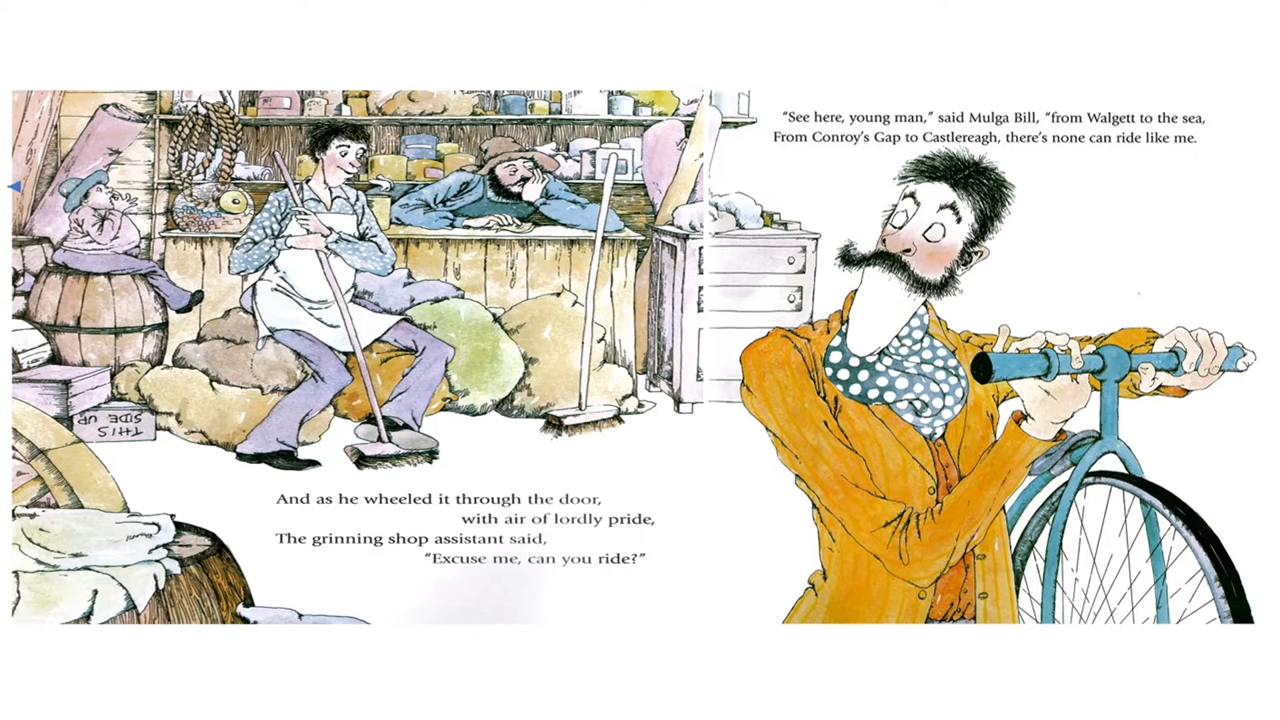 THIS
SIDE UP
And as he wheeled it through the door,
with air of lordly pride,
The grinning shop assistant said,
“Excuse me, can you ride?”
“See here, young man,” said Mulga Bill, “from Walgett to the sea,
From Conroy’s Gap to Castlereagh, there’s none can ride like me.